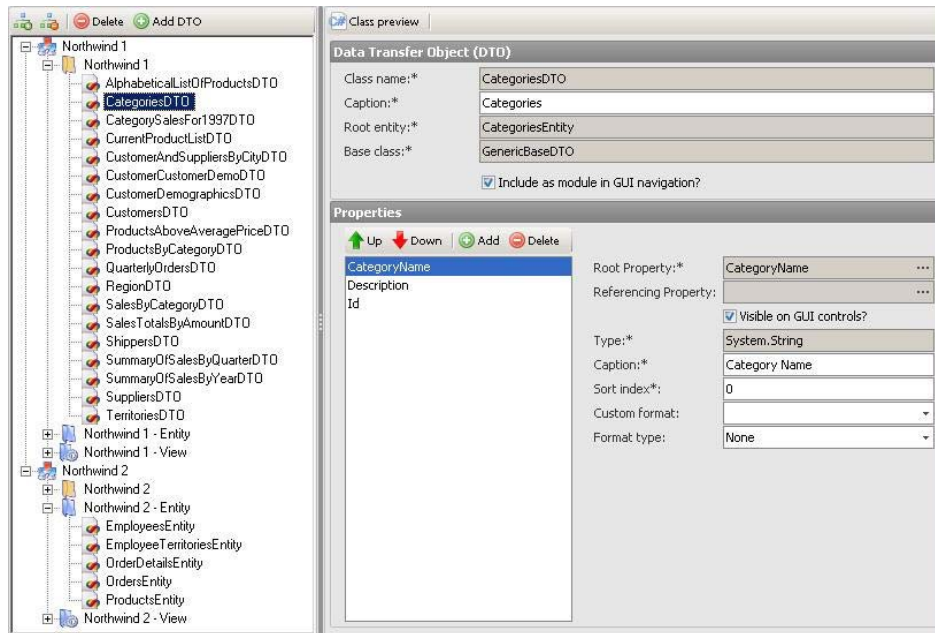 Delete Add DTO
Northwind 1
Northwind 1
AlphabeticalListOfProductsDTO
CategoriesDTO
CategorySalesFor1997DTO
CurrentProductListDTO
CustomerAndSuppliersByCityDTO
CustomerCustomerDemoDTO
CustomerDemographicsDTO
CustomersDTO
ProductsAboveAveragePriceDTO
ProductsByCategoryDTO
QuarterlyOrdersDTO
RegionDTO
SalesByCategoryDTO
SalesTotalsByAmountDTO
ShippersDTO
SummaryOfSalesByQuarterDTO
SummaryOfSalesByYearDTO
SuppliersDTO
TerritoriesDTO
Northwind 1 - Entity
Northwind 1 - View
Northwind 2
Northwind 2
Northwind 2 - Entity
EmployeesEntity
EmployeeTerritoriesEntity
OrderDetailsEntity
OrdersEntity
ProductsEntity
Northwind 2 - View
C# Class preview
Data Transfer Object (DTO)
Class name:* CategoriesDTO
Caption:* Categories
Root entity:* CategoriesEntity
Base class:* GenericBaseDTO
Include as module in GUI navigation?
Properties
Up Down Add Delete
CategoryName
Description
Id
Root Property:* CategoryName ...
Referencing Property: ...
Visible on GUI controls?
Type:* System.String
Caption:* Category Name
Sort index*: 0
Custom format:
Format type: None